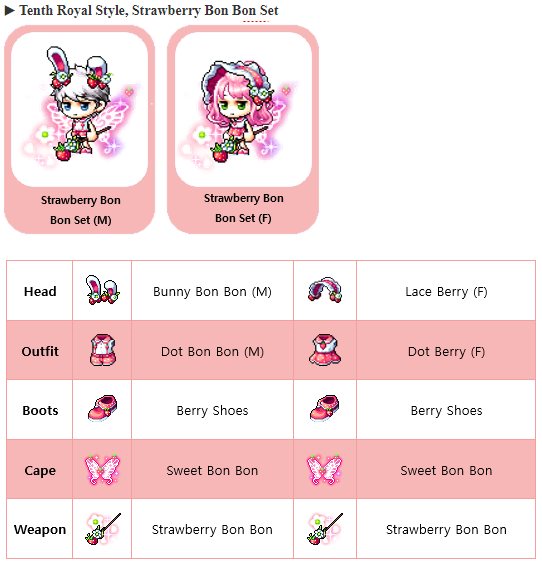 ► Tenth Royal Style, Strawberry Bon Bon Set
Strawberry Bon
Bon Set (M)
Strawberry Bon
Bon Set (F)
Head Bunny Bon Bon (M) Lace Berry (F)
Outfit Dot Bon Bon (M) Dot Berry (F)
Boots Berry Shoes Berry Shoes
Cape Sweet Bon Bon Sweet Bon Bon
Weapon Strawberry Bon Bon Strawberry Bon Bon